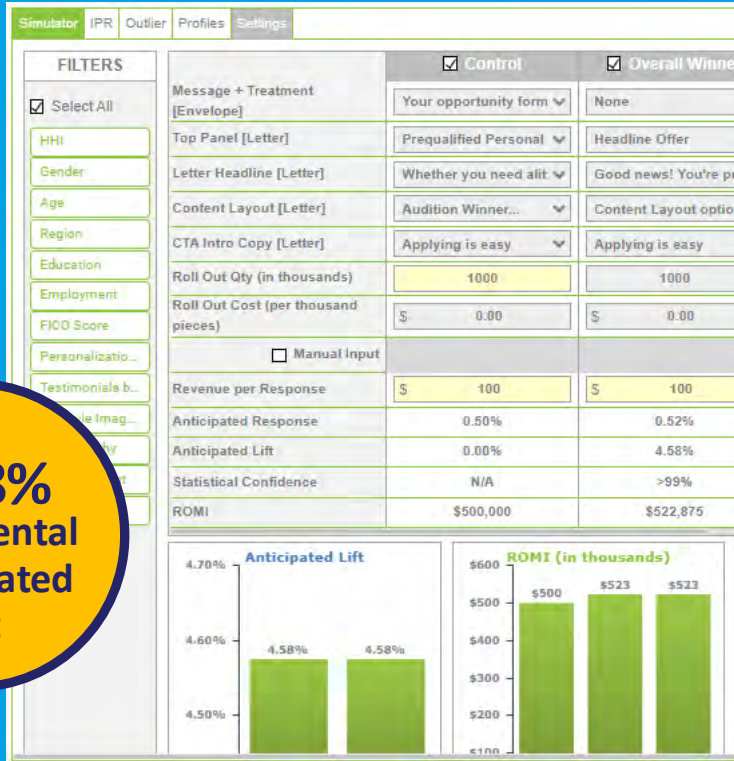 Simulator IPR Outlier Profiles Settings
FILTERS
Select All
HHI
Gender
Age
Region
Education
Employment
FICO Score
Personalizatio...
Testimonials b...
Control Overall Winne
Message + Treatment
[Envelope]
Your opportunity form None
Top Panel [Letter] Prequalified Personal Headline Offer
Letter Headline [Letter] Whether you need alit Good news! You're pr
Content Layout [Letter] Audition Winner... Content Layout optio
CTA Intro Copy [Letter] Applying is easy Applying is easy
Roll Out Qty (in thousands) 1000 1000
Roll Out Cost (per thousand
pieces)
$ 0.00 $ 0.00
Manual Input
Revenue per Response $ 100 $ 100
Anticipated Response 0.50% 0.52%
Anticipated Lift 0.00% 4.58%
Statistical Confidence N/A >99%
ROMI $500,000 $522,875
8%
ental
ated
Anticipated Lift
4.70%
4.60%
4.50%
4.58% 4.58%
ROMI (in thousands)
$600
$500
$400
$300
$200
$100
$500 $523 $523